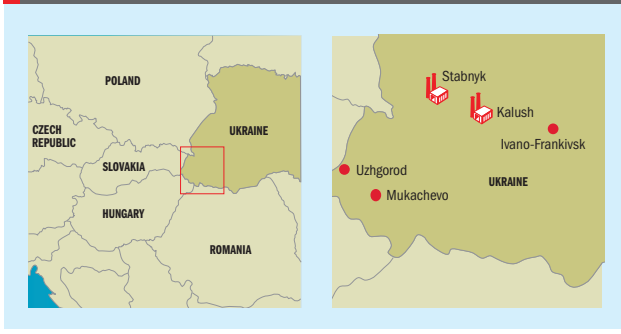 POLAND
CZECH
REPUBLIC
UKRAINE
SLOVAKIA
HUNGARY
ROMANIA
Stabnyk
Kalush
Ivano-Frankivsk
Uzhgorod
UKRAINE
Mukachevo